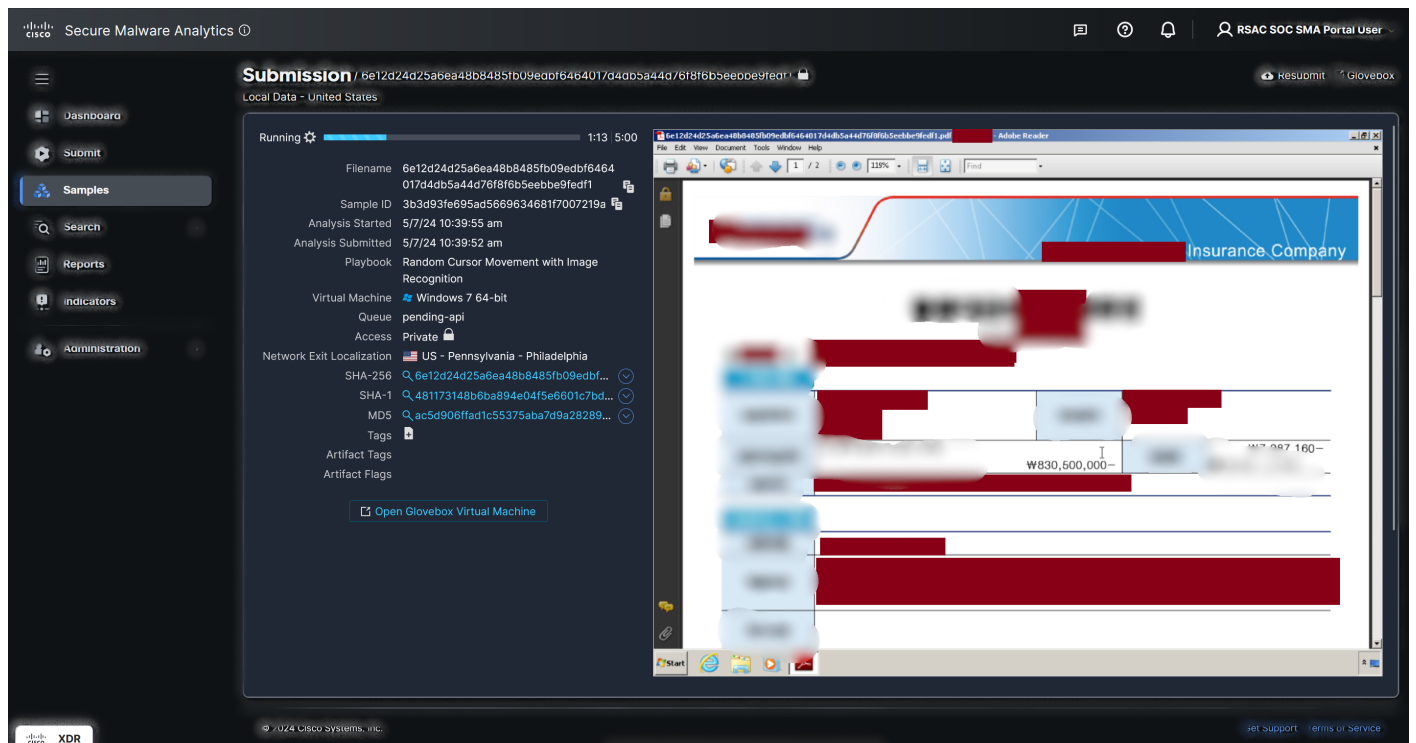 CISCO Secure Malware Analytics
RSAC SOC SMA Portal User
Submission / 6e12d24d25a6ea48b8485fb09edbf6464017d4db5a44d76f8f6b5eebbe9fedf1
Resubmit Glovebox
Local Data - United States
Dashboard
Submit
Samples
Search
Reports
Indicators
Administration
Running 1:13 5:00
Filename 6e12d24d25a6ea48b8485fb09edbf6464
017d4db5a44d76f8f6b5eebbe9fedf1
Sample ID 3b3d93fe695ad5669634681f7007219a
Analysis Started 5/7/24 10:39:55 am
Analysis Submitted 5/7/24 10:39:52 am
Playbook Random Cursor Movement with Image
Recognition
Virtual Machine Windows 7 64-bit
Queue pending-api
Access Private
Network Exit Localization US - Pennsylvania - Philadelphia
SHA-256 6e12d24d25a6ea48b8485fb09edbf...
SHA-1 481173148b6ba894e04f5e6601c7bd...
MD5 ac5d906ffad1c55375aba7d9a28289...
Tags
Artifact Tags
Artifact Flags
Open Glovebox Virtual Machine
6e12d24d25a6ea48b8485fb09edbf6464017d4db5a44d76f8f6b5eebbe9fedf1.pdf - Adobe Reader
File Edit View Document Tools Window Help
1 / 2 119% Find
Insurance Company
₩830,500,000-
Start
© 2024 Cisco Systems, Inc.
Get Support Terms of Service
CISCO XDR